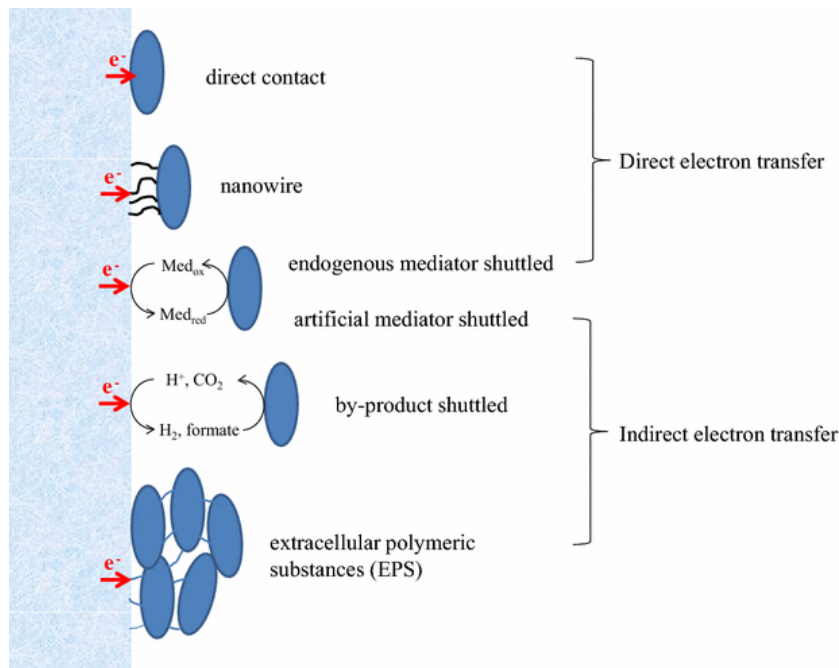 e-
direct contact
Direct electron transfer
e-
nanowire
e-
Medox
endogenous mediator shuttled
Medred
artificial mediator shuttled
e-
H+, CO2
by-product shuttled
H2, formate
Indirect electron transfer
e-
extracellular polymeric
substances (EPS)